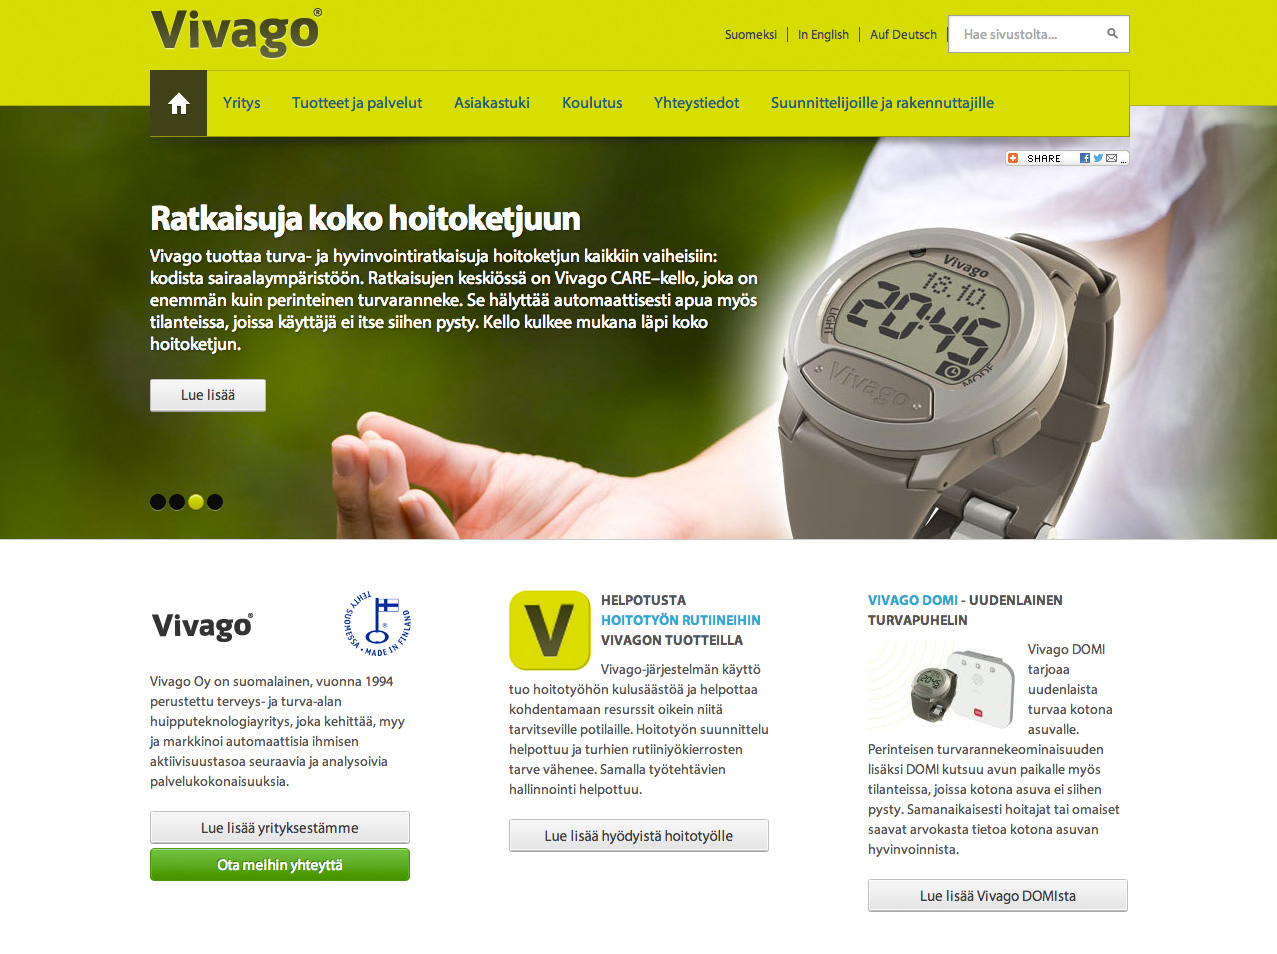 Vivago®
Suomeksi | In English | Auf Deutsch |
Hae sivustolta...
Yritys
Tuotteet ja palvelut
Asiakastuki
Koulutus
Yhteystiedot
Suunnittelijoille ja rakennuttajille
SHARE ...
Ratkaisuja koko hoitoketjuun
Vivago tuottaa turva- ja hyvinvointiratkaisuja hoitoketjun kaikkiin vaiheisiin:
kodista sairaalaympäristöön. Ratkaisujen keskiössä on Vivago CARE–kello, joka on
enemmän kuin perinteinen turvaranneke. Se hälyttää automaattisesti apua myös
tilanteissa, joissa käyttäjä ei itse siihen pysty. Kello kulkee mukana läpi koko
hoitoketjun.
Lue lisää
Vivago
18.10.
20:45
LIGHT
MODE
Vivago
Vivago®
TEHTY SUOMESSA • MADE IN FINLAND
Vivago Oy on suomalainen, vuonna 1994
perustettu terveys- ja turva-alan
huipputeknologiayritys, joka kehittää, myy
ja markkinoi automaattisia ihmisen
aktiivisuustasoa seuraavia ja analysoivia
palvelukokonaisuuksia.
Lue lisää yrityksestämme
Ota meihin yhteyttä
V
HELPOTUSTA
HOITOTYÖN RUTIINEIHIN
VIVAGON TUOTTEILLA
Vivago-järjestelmän käyttö
tuo hoitotyöhön kulusäästöä ja helpottaa
kohdentamaan resurssit oikein niitä
tarvitseville potilaille. Hoitotyön suunnittelu
helpottuu ja turhien rutiiniyökierrosten
tarve vähenee. Samalla työtehtävien
hallinnointi helpottuu.
Lue lisää hyödyistä hoitotyölle
VIVAGO DOMI - UUDENLAINEN
TURVAPUHELIN
20:45
Vivago DOMI
tarjoaa
uudenlaista
turvaa kotona
asuvalle.
Perinteisen turvarannekeominaisuuden
lisäksi DOMI kutsuu avun paikalle myös
tilanteissa, joissa kotona asuva ei siihen
pysty. Samanaikaisesti hoitajat tai omaiset
saavat arvokasta tietoa kotona asuvan
hyvinvoinnista.
Lue lisää Vivago DOMIsta